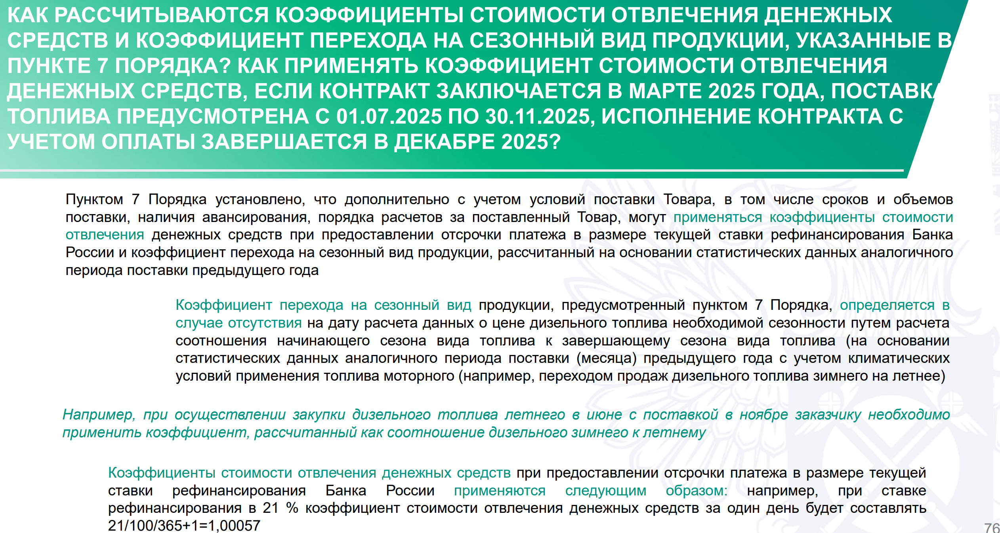 КАК РАССЧИТЫВАЮТСЯ КОЭФФИЦИЕНТЫ СТОИМОСТИ ОТВЛЕЧЕНИЯ ДЕНЕЖНЫХ
СРЕДСТВ И КОЭФФИЦИЕНТ ПЕРЕХОДА НА СЕЗОННЫЙ ВИД ПРОДУКЦИИ, УКАЗАННЫЕ В
ПУНКТЕ 7 ПОРЯДКА? КАК ПРИМЕНЯТЬ КОЭФФИЦИЕНТ СТОИМОСТИ ОТВЛЕЧЕНИЯ
ДЕНЕЖНЫХ СРЕДСТВ, ЕСЛИ КОНТРАКТ ЗАКЛЮЧАЕТСЯ В МАРТЕ 2025 ГОДА, ПОСТАВКА
ТОПЛИВА ПРЕДУСМОТРЕНА С 01.07.2025 ПО 30.11.2025, ИСПОЛНЕНИЕ КОНТРАКТА С
УЧЕТОМ ОПЛАТЫ ЗАВЕРШАЕТСЯ В ДЕКАБРЕ 2025?
Пунктом 7 Порядка установлено, что дополнительно с учетом условий поставки Товара, в том числе сроков и объемов
поставки, наличия авансирования, порядка расчетов за поставленный Товар, могут применяться коэффициенты стоимости
отвлечения денежных средств при предоставлении отсрочки платежа в размере текущей ставки рефинансирования Банка
России и коэффициент перехода на сезонный вид продукции, рассчитанный на основании статистических данных аналогичного
периода поставки предыдущего года
Коэффициент перехода на сезонный вид продукции, предусмотренный пунктом 7 Порядка, определяется в
случае отсутствия на дату расчета данных о цене дизельного топлива необходимой сезонности путем расчета
соотношения начинающего сезона вида топлива к завершающему сезона вида топлива (на основании
статистических данных аналогичного периода поставки (месяца) предыдущего года с учетом климатических
условий применения топлива моторного (например, переходом продаж дизельного топлива зимнего на летнее)
Например, при осуществлении закупки дизельного топлива летнего в июне с поставкой в ноябре заказчику необходимо
применить коэффициент, рассчитанный как соотношение дизельного зимнего к летнему
Коэффициенты стоимости отвлечения денежных средств при предоставлении отсрочки платежа в размере текущей
ставки рефинансирования Банка России применяются следующим образом: например, при ставке
рефинансирования в 21 % коэффициент стоимости отвлечения денежных средств за один день будет составлять
21/100/365+1=1,00057
76